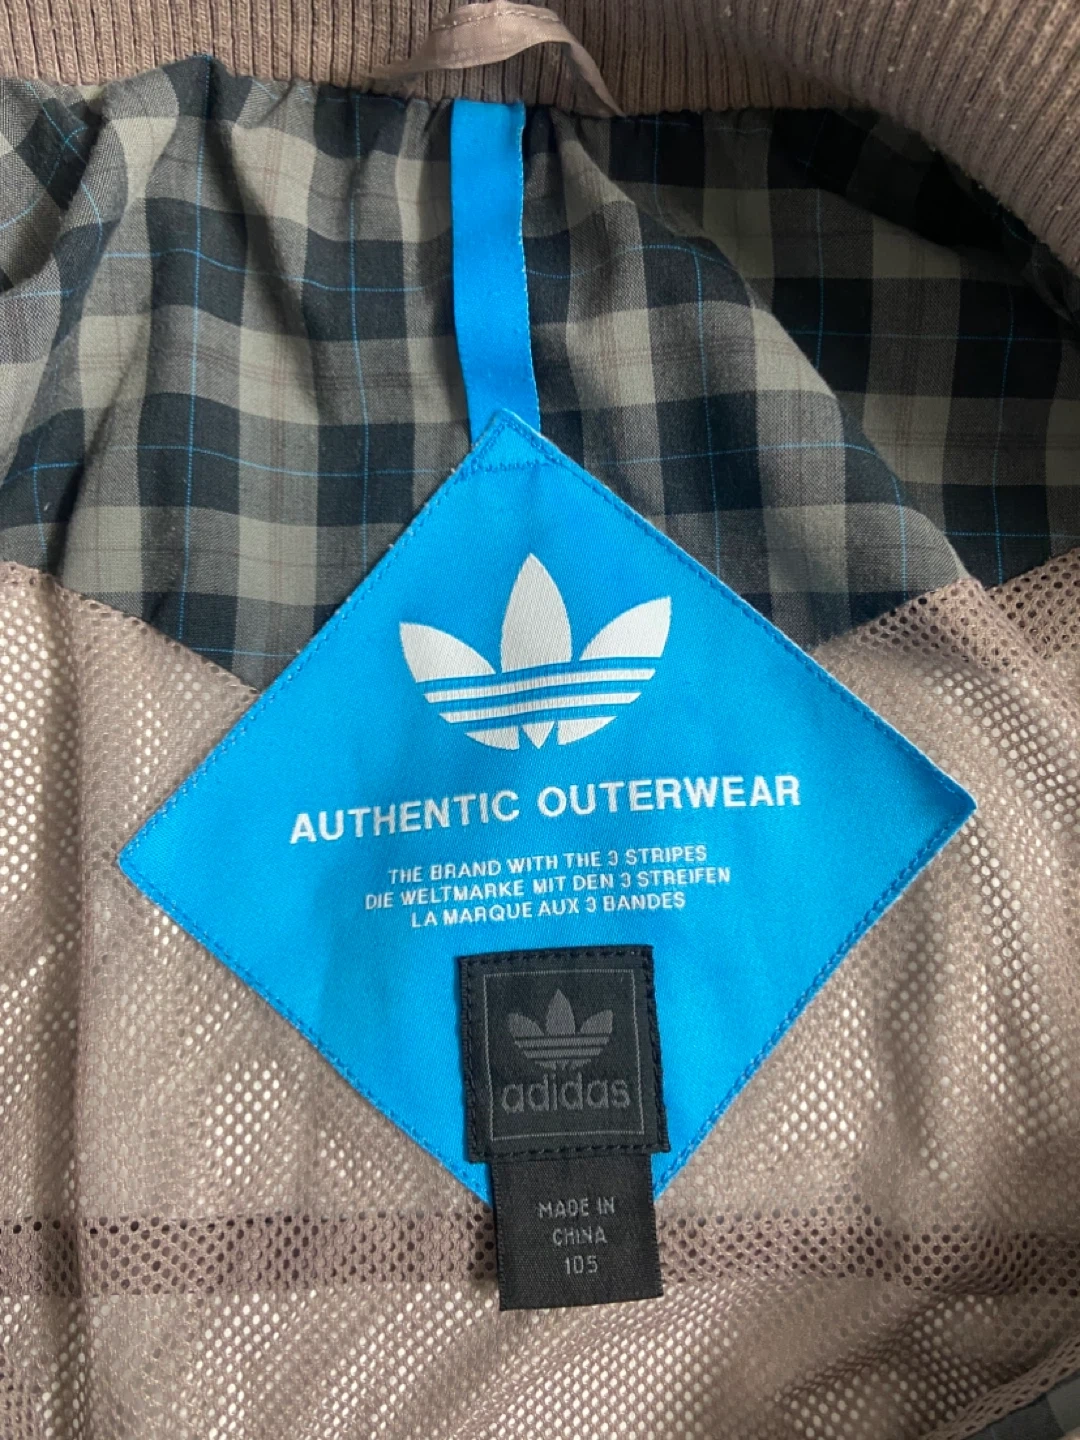 AUTHENTIC OUTERWEAR
THE BRAND WITH THE 3 STRIPES
DIE WELTMARKE MIT DEN 3 STREIFEN
LA MARQUE AUX 3 BANDES
adidas
MADE IN
CHINA
105